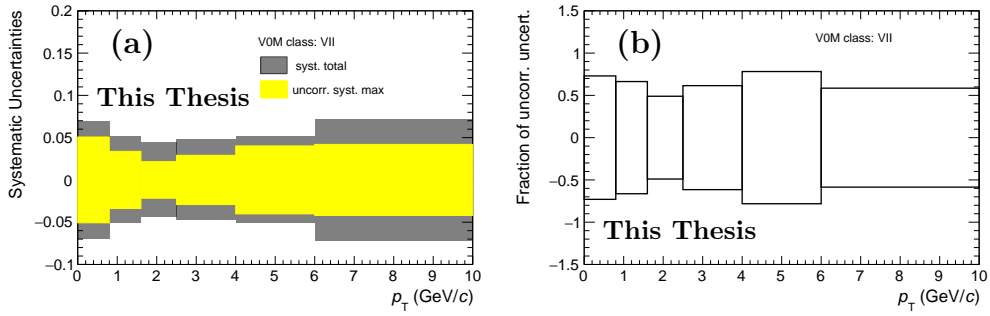 Systematic Uncertainties
0.2
0.15
0.1
0.05
0
−0.05
−0.1
(a)
V0M class: VII
syst. total
uncorr. syst. max
This Thesis
0 1 2 3 4 5 6 7 8 9 10
p_T (GeV/c)
Fraction of uncorr. uncert.
1.5
1
0.5
0
−0.5
−1
−1.5
(b)
V0M class: VII
This Thesis
0 1 2 3 4 5 6 7 8 9 10
p_T (GeV/c)